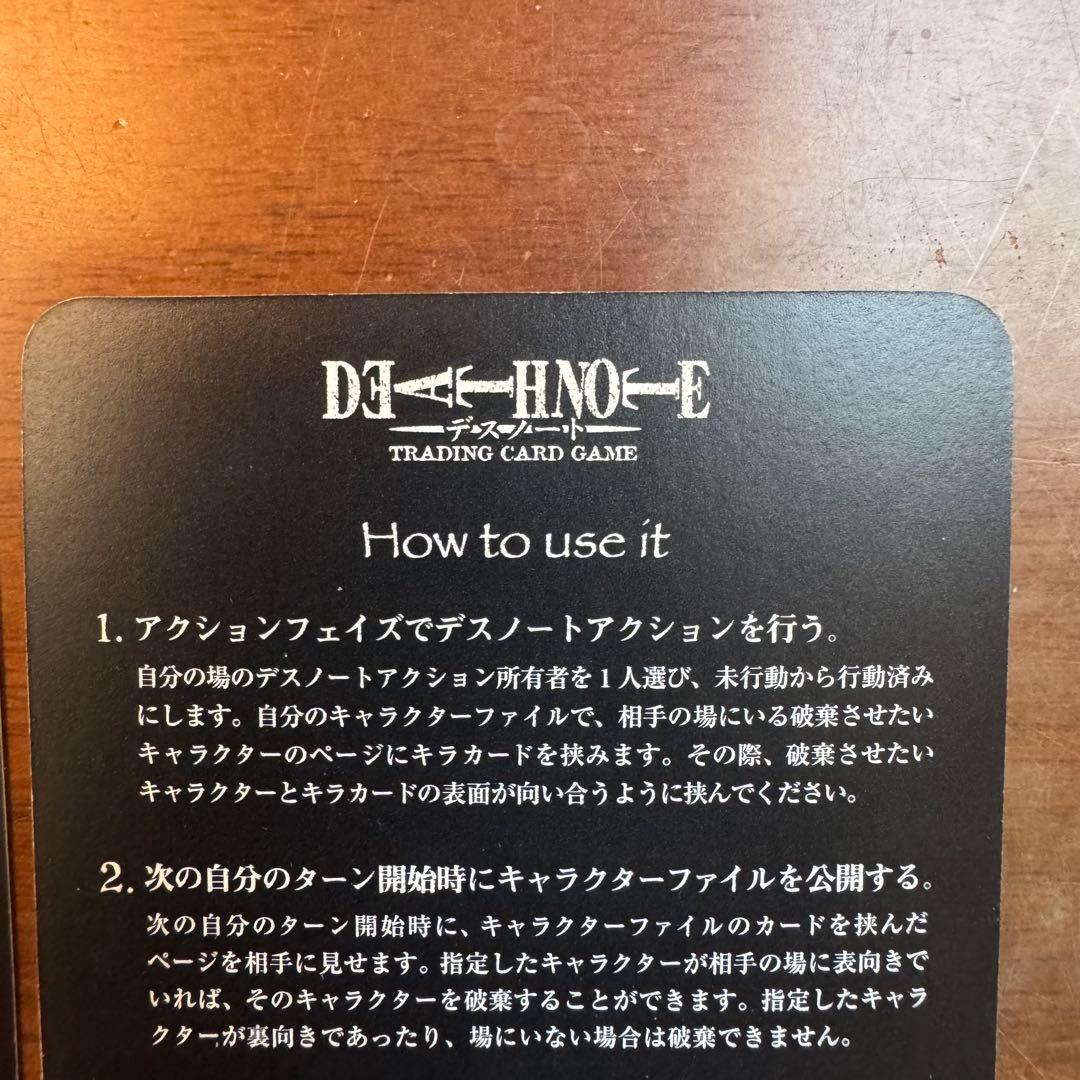 DEATH NOTE
デスノート
TRADING CARD GAME
How to use it
1. アクションフェイズでデスノートアクションを行う。
自分の場のデスノートアクション所有者を1人選び、未行動から行動済み
にします。自分のキャラクターファイルで、相手の場にいる破棄させたい
キャラクターのページにキラカードを挟みます。その際、破棄させたい
キャラクターとキラカードの表面が向い合うように挟んでください。
2. 次の自分のターン開始時にキャラクターファイルを公開する。
次の自分のターン開始時に、キャラクターファイルのカードを挟んだ
ページを相手に見せます。指定したキャラクターが相手の場に表向きで
いれば、そのキャラクターを破棄することができます。指定したキャラ
クターが裏向きであったり、場にいない場合は破棄できません。